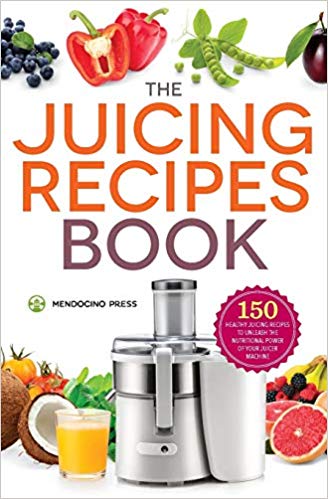 THE
JUICING
RECIPES
BOOK
MENDOCINO PRESS
150
HEALTHY JUICING RECIPES
TO UNLEASH THE
NUTRITIONAL POWER
OF YOUR JUICER
MACHINE